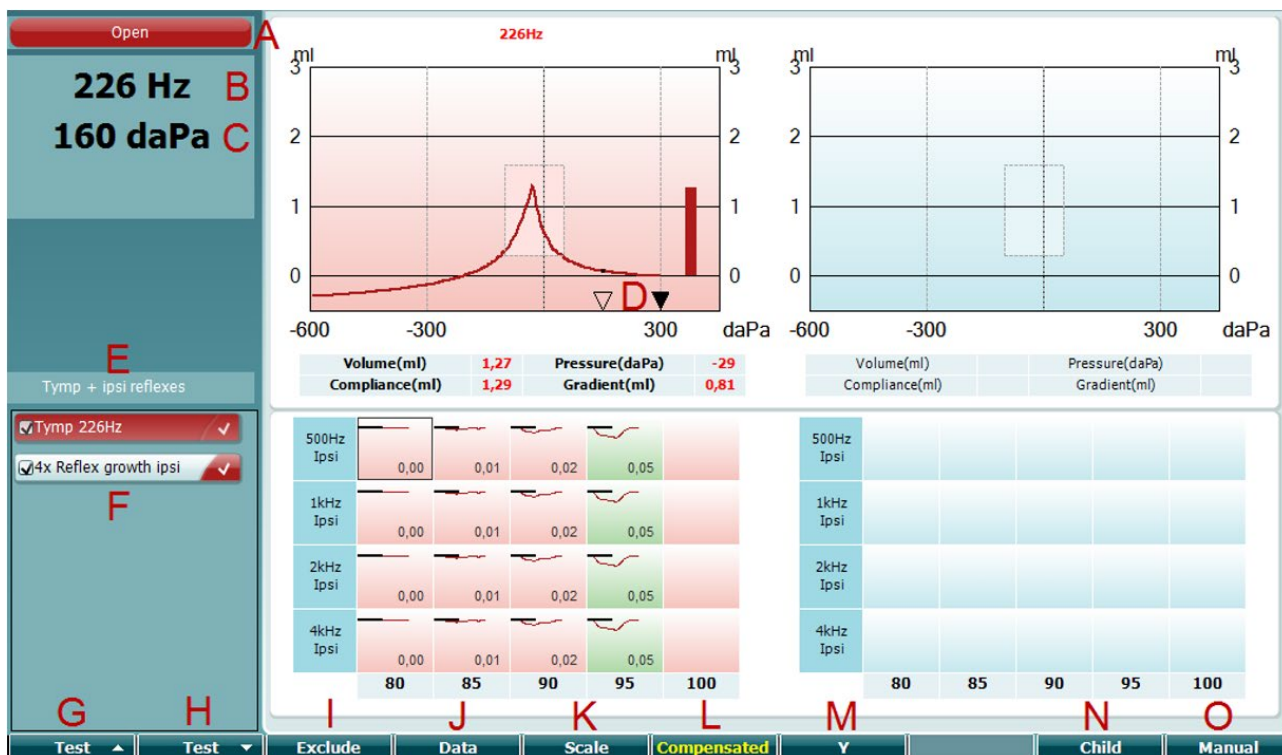 Open A
226 Hz B
160 daPa C
E
Tymp + ipsi reflexes
Tymp 226Hz
4x Reflex growth ipsi
F
226Hz
ml ml
3 3
2 2
1 1
0 0
D
-600 -300 300 daPa
Volume(ml) 1,27 Pressure(daPa) -29
Compliance(ml) 1,29 Gradient(ml) 0,81
ml ml
3 3
2 2
1 1
0 0
-600 -300 300 daPa
Volume(ml) Pressure(daPa)
Compliance(ml) Gradient(ml)
500Hz
Ipsi
0,00 0,01 0,02 0,05
1kHz
Ipsi
0,00 0,01 0,02 0,05
2kHz
Ipsi
0,00 0,01 0,02 0,05
4kHz
Ipsi
0,00 0,01 0,02 0,05
80 85 90 95 100
500Hz
Ipsi
1kHz
Ipsi
2kHz
Ipsi
4kHz
Ipsi
80 85 90 95 100
G H I J K L M N O
Test Test Exclude Data Scale Compensated Y Child Manual